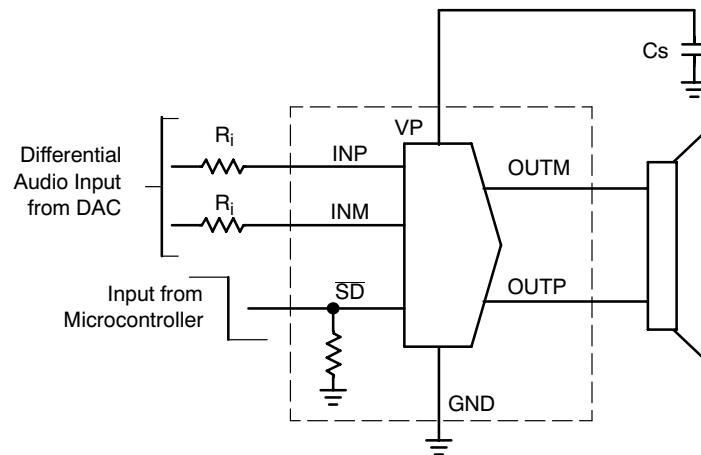 Cs
VP
Ri
INP
OUTM
Differential
Audio Input
from DAC
Ri
INM
SD
OUTP
Input from
Microcontroller
GND